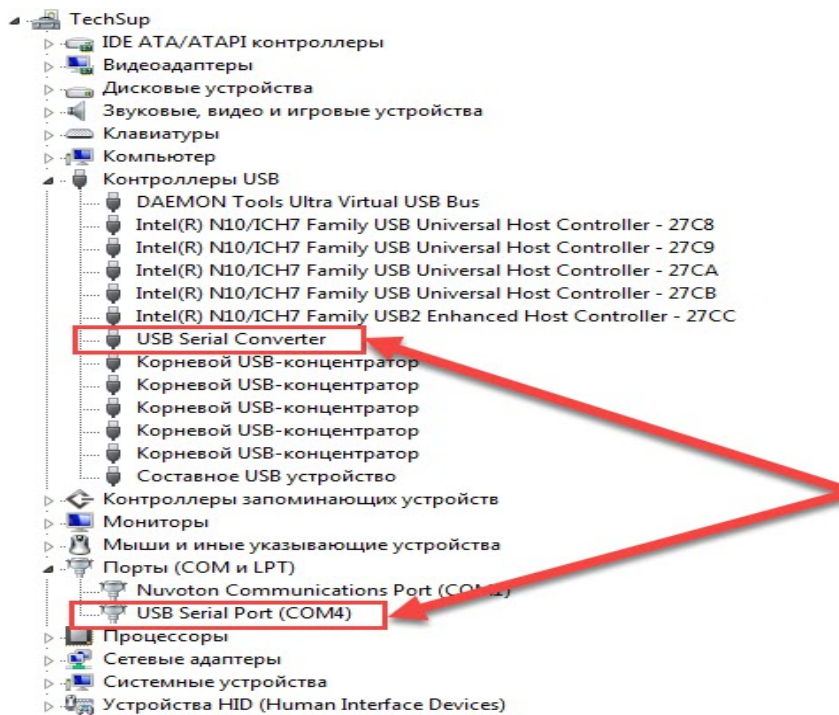 TechSup
IDE ATA/ATAPI контроллеры
Видеоадаптеры
Дисковые устройства
Звуковые, видео и игровые устройства
Клавиатуры
Компьютер
Контроллеры USB
DAEMON Tools Ultra Virtual USB Bus
Intel(R) N10/ICH7 Family USB Universal Host Controller - 27C8
Intel(R) N10/ICH7 Family USB Universal Host Controller - 27C9
Intel(R) N10/ICH7 Family USB Universal Host Controller - 27CA
Intel(R) N10/ICH7 Family USB Universal Host Controller - 27CB
Intel(R) N10/ICH7 Family USB2 Enhanced Host Controller - 27CC
USB Serial Converter
Корневой USB-концентратор
Корневой USB-концентратор
Корневой USB-концентратор
Корневой USB-концентратор
Корневой USB-концентратор
Составное USB устройство
Контроллеры запоминающих устройств
Мониторы
Мыши и иные указывающие устройства
Порты (COM и LPT)
Nuvoton Communications Port (COM1)
USB Serial Port (COM4)
Процессоры
Сетевые адаптеры
Системные устройства
Устройства HID (Human Interface Devices)